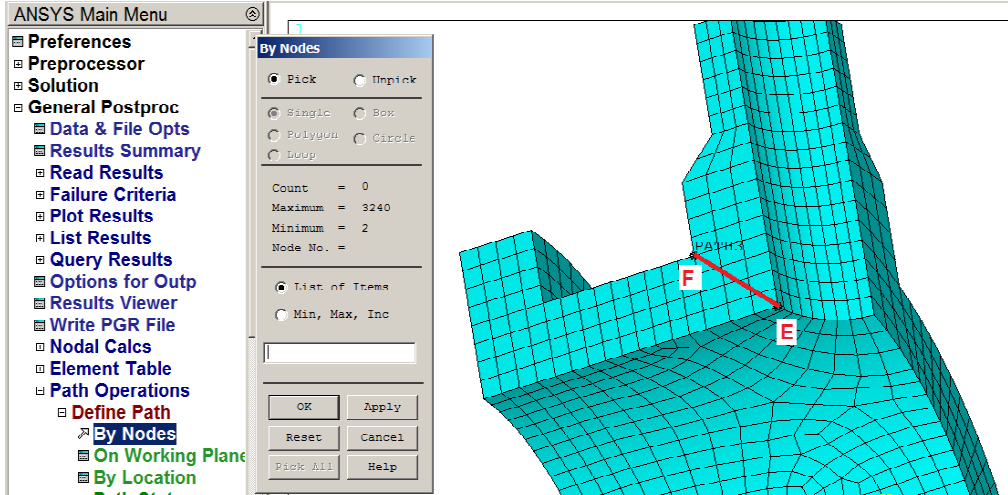 ANSYS Main Menu
Preferences
Preprocessor
Solution
General Postproc
Data & File Opts
Results Summary
Read Results
Failure Criteria
Plot Results
List Results
Query Results
Options for Outp
Results Viewer
Write PGR File
Nodal Calcs
Element Table
Path Operations
Define Path
By Nodes
On Working Plane
By Location
By Nodes
Pick Unpick
Single Box
Polygon Circle
Loop
Count = 0
Maximum = 3240
Minimum = 2
Node No. =
List of Items
Min, Max, Inc
OK Apply
Reset Cancel
Pick All Help
1
PATH3
F
E